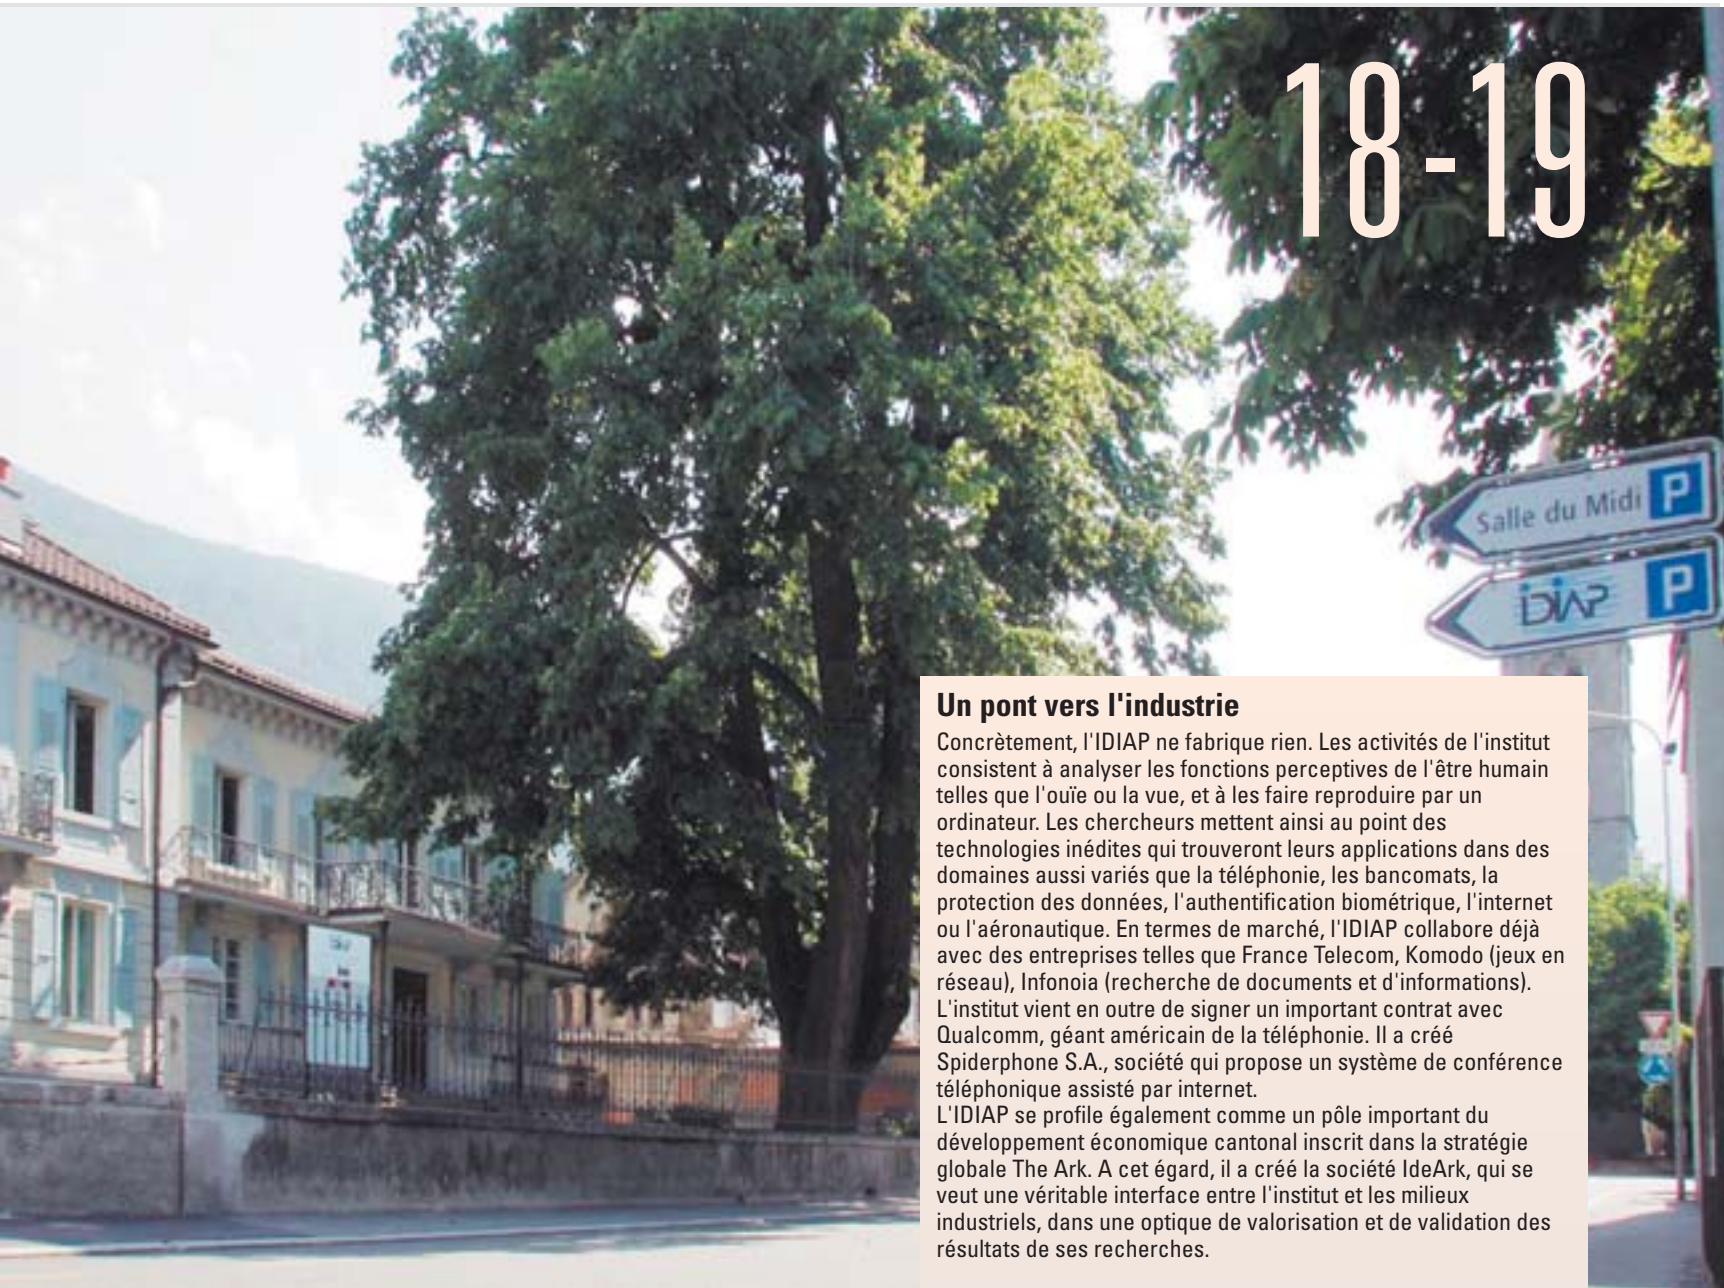 18-19
Salle du Midi P
IDIAP P
Un pont vers l'industrie
Concrètement, l'IDIAP ne fabrique rien. Les activités de l'institut
consistent à analyser les fonctions perceptives de l'être humain
telles que l'ouïe ou la vue, et à les faire reproduire par un
ordinateur. Les chercheurs mettent ainsi au point des
technologies inédites qui trouveront leurs applications dans des
domaines aussi variés que la téléphonie, les bancomats, la
protection des données, l'authentification biométrique, l'internet
ou l'aéronautique. En termes de marché, l'IDIAP collabore déjà
avec des entreprises telles que France Telecom, Komodo (jeux en
réseau), Infonoia (recherche de documents et d'informations).
L'institut vient en outre de signer un important contrat avec
Qualcomm, géant américain de la téléphonie. Il a créé
Spiderphone S.A., société qui propose un système de conférence
téléphonique assisté par internet.
L'IDIAP se profile également comme un pôle important du
développement économique cantonal inscrit dans la stratégie
globale The Ark. A cet égard, il a créé la société IdeArk, qui se
veut une véritable interface entre l'institut et les milieux
industriels, dans une optique de valorisation et de validation des
résultats de ses recherches.